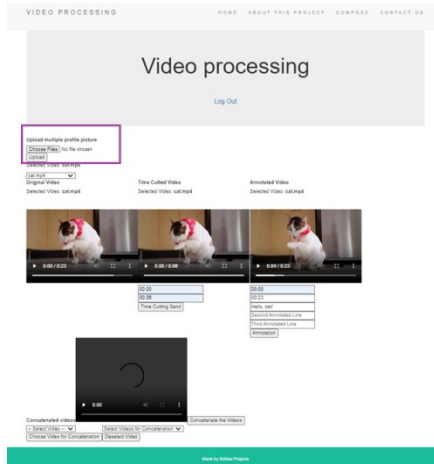 VIDEO PROCESSING HOME ABOUT THIS PROJECT COMPOSE CONTACT US
Video processing
Log Out
Upload multiple profile picture
Choose Files No file chosen
Upload
Selected Video: cat.mp4
cat.mp4
Original Video Time Cutted Video Annotated Video
Selected Video: cat.mp4 Selected Video: cat.mp4 Selected Video: cat.mp4
0:00 / 0:23 0:00 / 0:08 0:04 / 0:23
00:00 00:00
00:08 00:23
Time Cutting Send Hello, cat!
Second Annotated Line
Third Annotated Line
Annotation
0:00
Concatenated videos Concatenate the Videos
-- Select Video -- Select Videos for Concatenation
Choose Video for Concatenation Deselect Video
Made by Solidex Projects